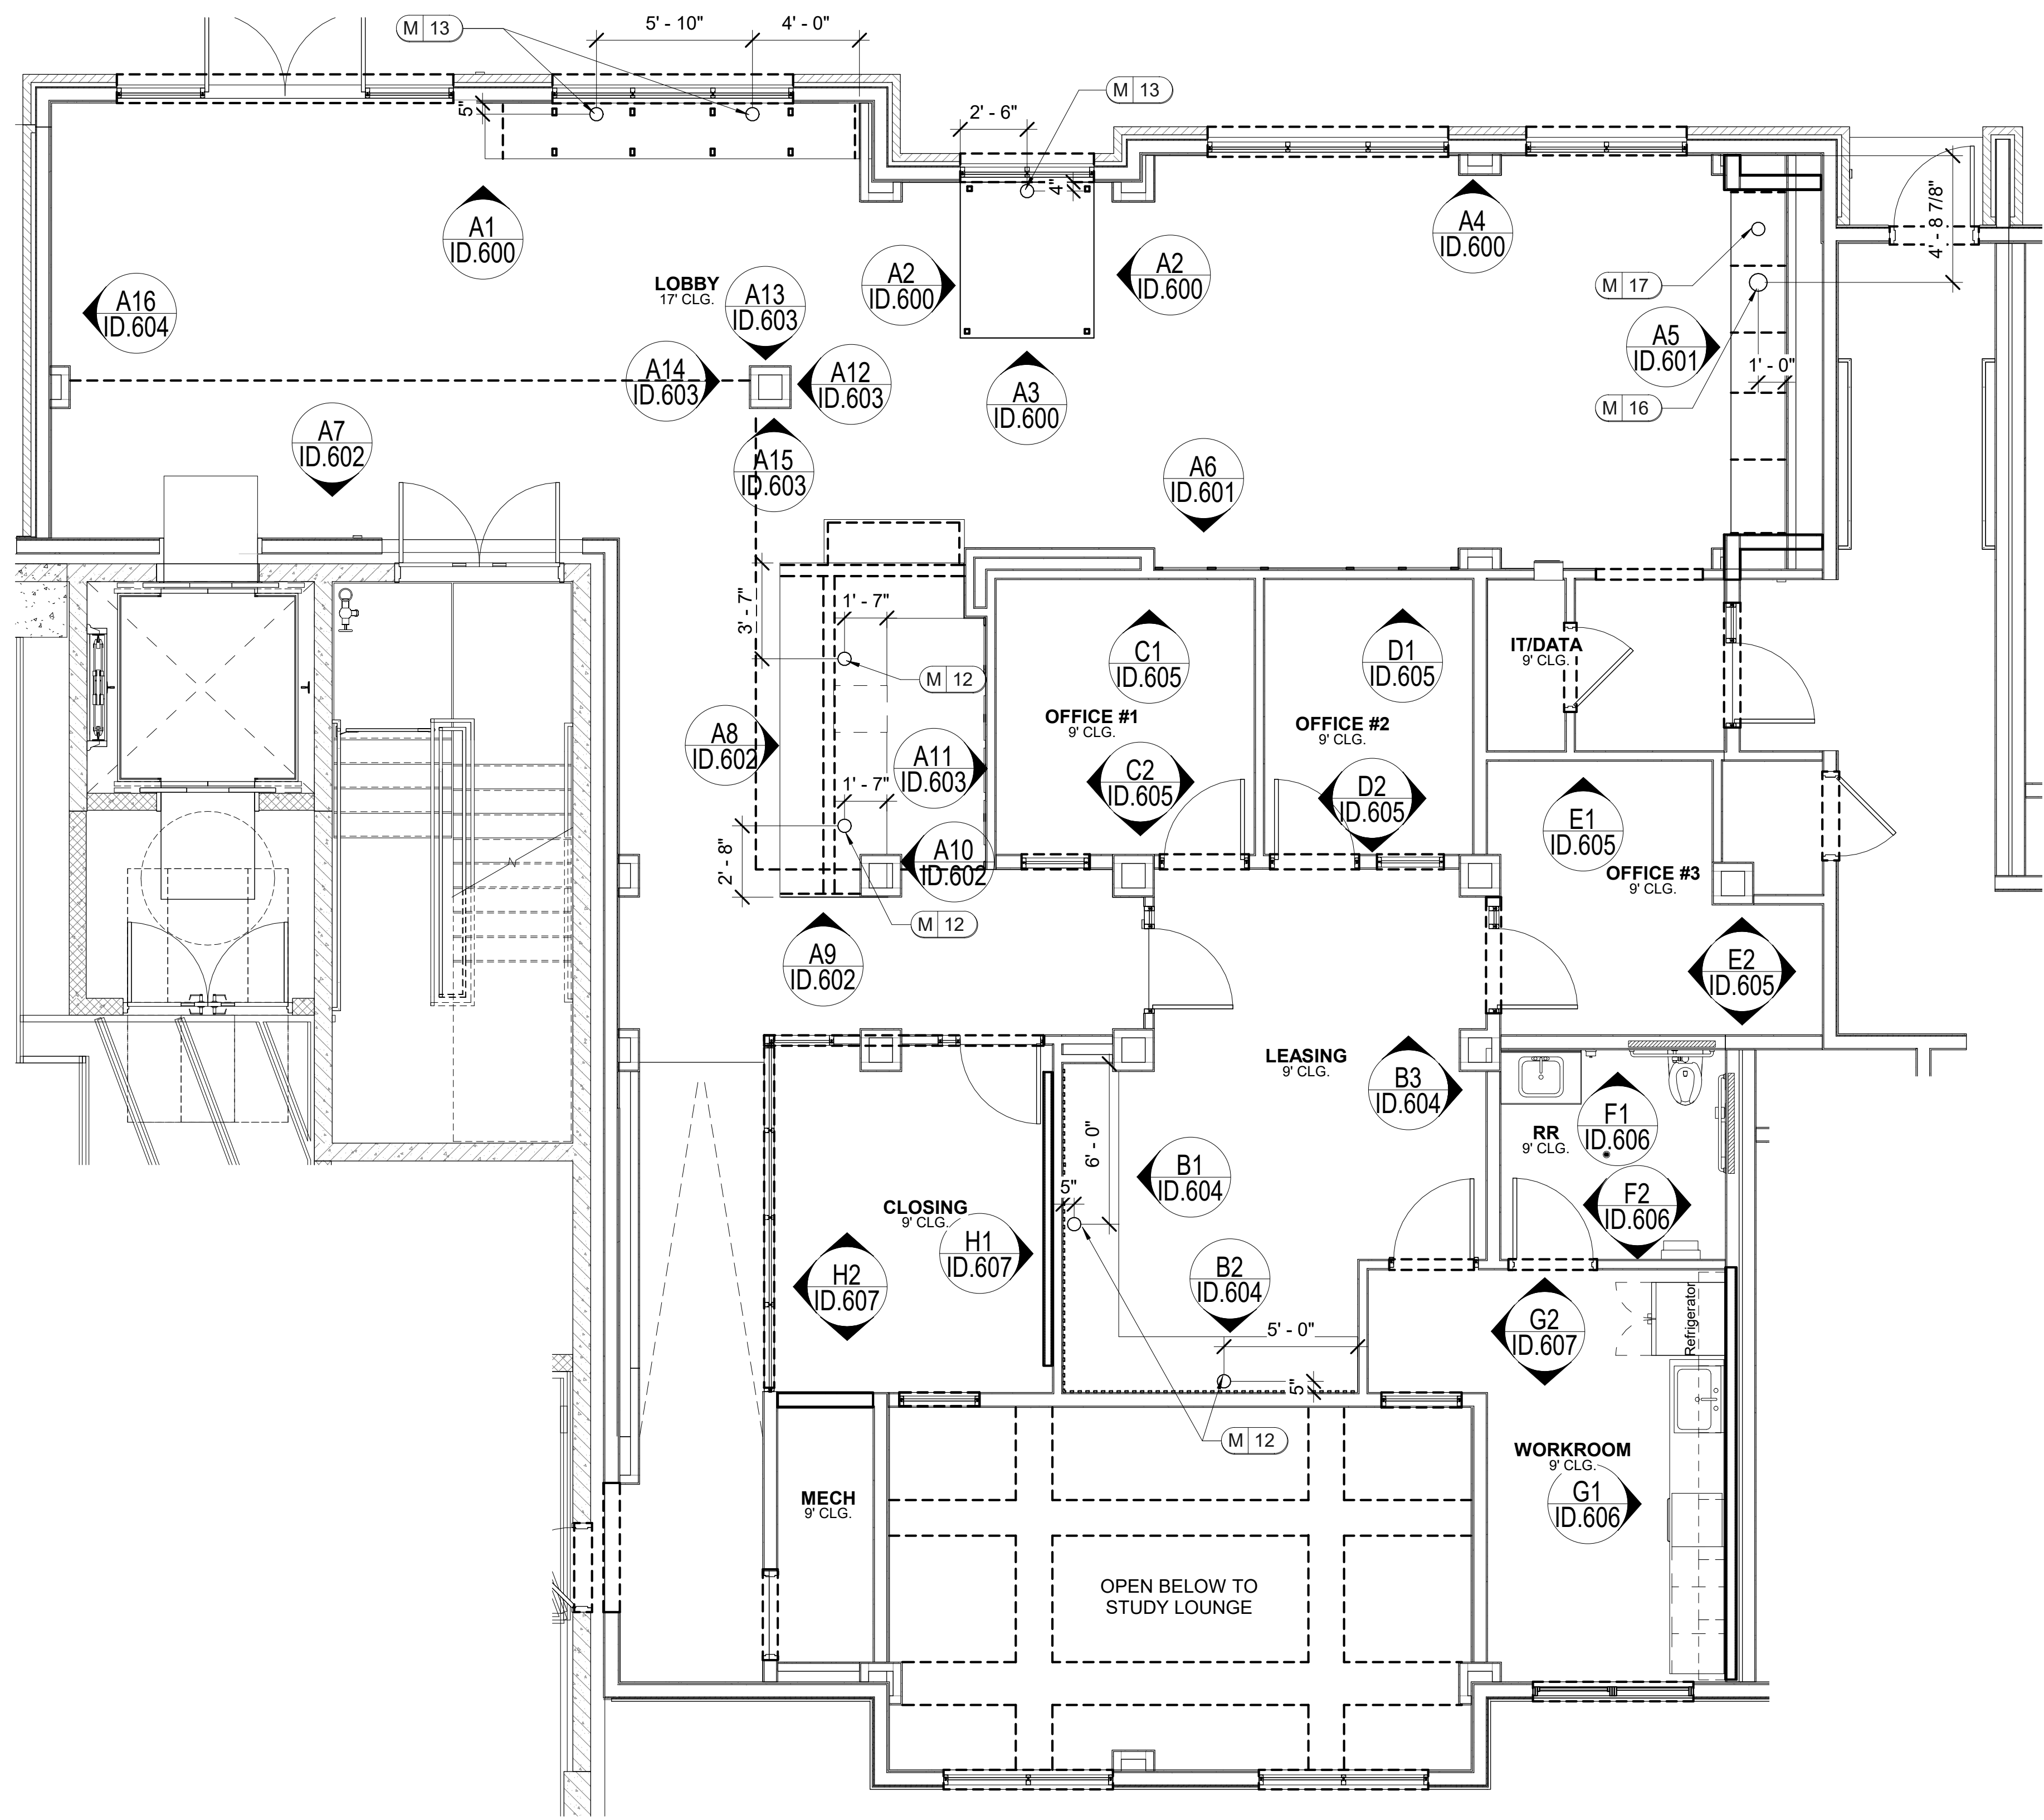 M 13
5' - 10"
4' - 0"
M 13
5"
2' - 6"
4"
4' - 8 7/8"
A1
ID.600
A4
ID.600
A2
ID.600
A2
ID.600
M 17
LOBBY
17' CLG.
A16
ID.604
A13
ID.603
A5
ID.601
1' - 0"
A14
ID.603
A12
ID.603
A3
ID.600
M 16
A7
ID.602
A15
ID.603
A6
ID.601
3' - 7"
1' - 7"
M 12
C1
ID.605
D1
ID.605
IT/DATA
9' CLG.
OFFICE #1
9' CLG.
OFFICE #2
9' CLG.
A8
ID.602
A11
ID.603
C2
ID.605
D2
ID.605
1' - 7"
2' - 8"
A10
ID.602
E1
ID.605
OFFICE #3
9' CLG.
M 12
A9
ID.602
E2
ID.605
LEASING
9' CLG.
B3
ID.604
6' - 0"
F1
ID.606
RR
9' CLG.
B1
ID.604
5"
F2
ID.606
CLOSING
9' CLG.
H1
ID.607
H2
ID.607
B2
ID.604
5' - 0"
5"
G2
ID.607
Refrigerator
M 12
WORKROOM
9' CLG.
G1
ID.606
MECH
9' CLG.
OPEN BELOW TO
STUDY LOUNGE